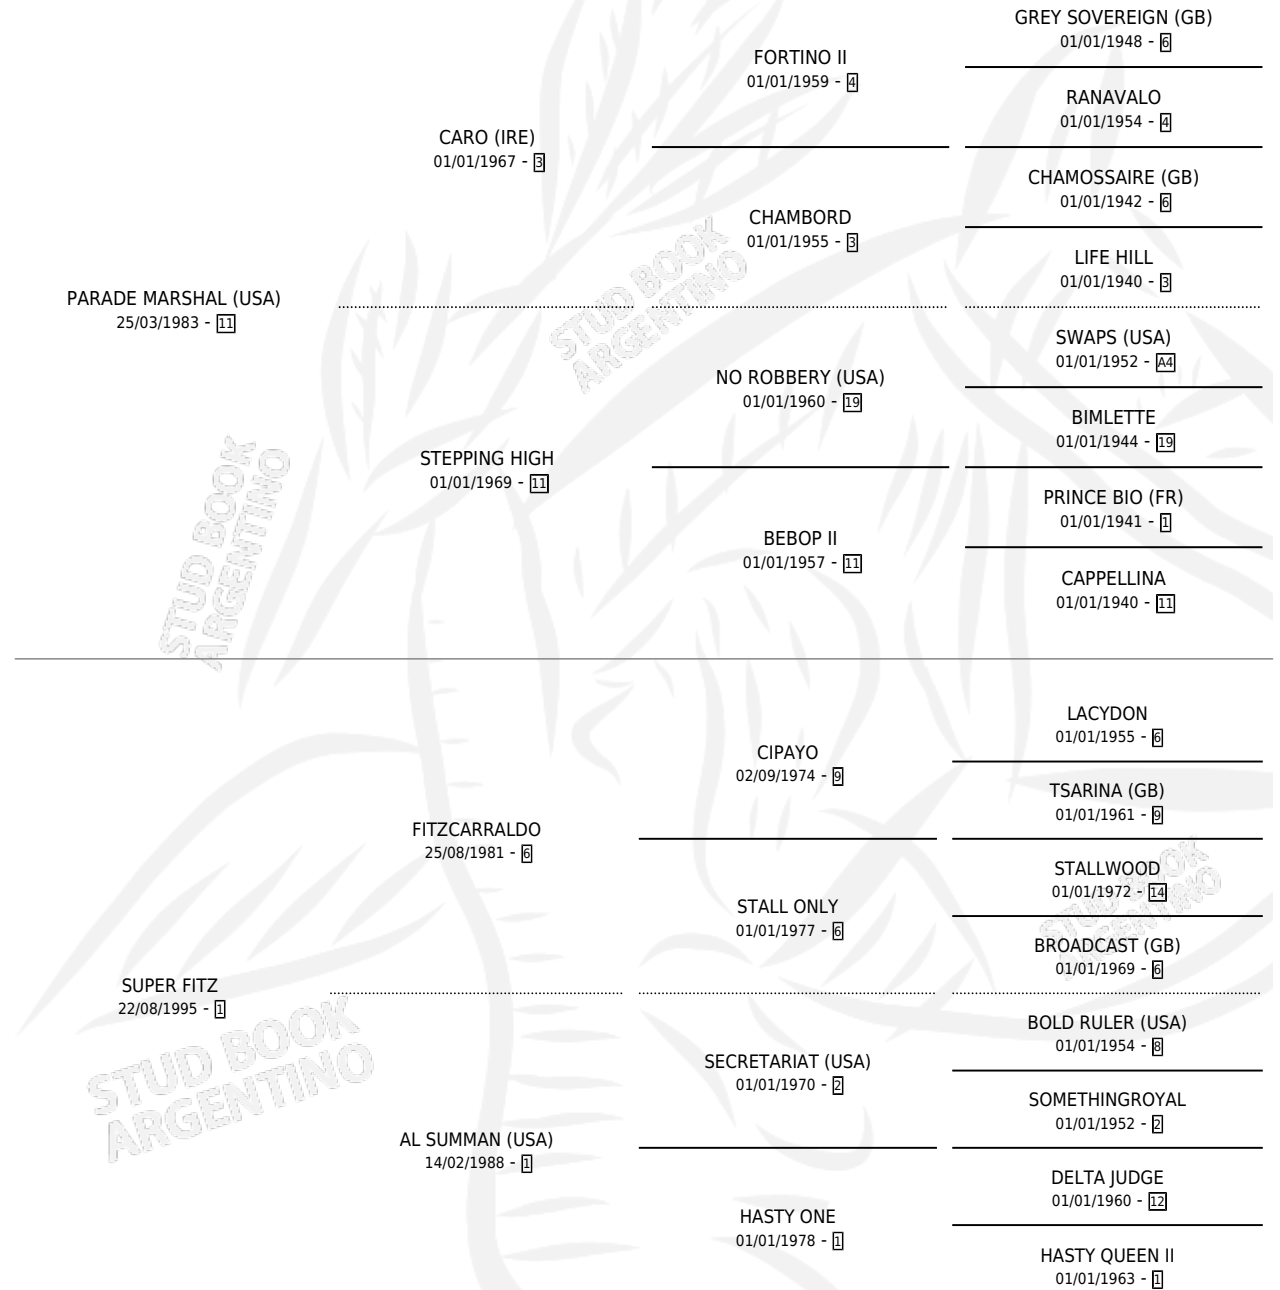 GREY SOVEREIGN (GB)
01/01/1948 - 6
FORTINO II
01/01/1959 - 4
RANAVALO
01/01/1954 - 4
CARO (IRE)
01/01/1967 - 3
CHAMOSSAIRE (GB)
01/01/1942 - 6
CHAMBORD
01/01/1955 - 3
LIFE HILL
01/01/1940 - 3
PARADE MARSHAL (USA)
25/03/1983 - 11
SWAPS (USA)
01/01/1952 - A4
NO ROBBERY (USA)
01/01/1960 - 19
BIMLETTE
01/01/1944 - 19
STEPPING HIGH
01/01/1969 - 11
PRINCE BIO (FR)
01/01/1941 - 1
BEBOP II
01/01/1957 - 11
CAPPELLINA
01/01/1940 - 11
LACYDON
01/01/1955 - 6
CIPAYO
02/09/1974 - 9
TSARINA (GB)
01/01/1961 - 9
FITZCARRALDO
25/08/1981 - 6
STALLWOOD
01/01/1972 - 14
STALL ONLY
01/01/1977 - 6
BROADCAST (GB)
01/01/1969 - 6
SUPER FITZ
22/08/1995 - 1
BOLD RULER (USA)
01/01/1954 - 8
SECRETARIAT (USA)
01/01/1970 - 2
SOMETHINGROYAL
01/01/1952 - 2
AL SUMMAN (USA)
14/02/1988 - 1
DELTA JUDGE
01/01/1960 - 12
HASTY ONE
01/01/1978 - 1
HASTY QUEEN II
01/01/1963 - 1
STUD BOOK
ARGENTINO
STUD BOOK
ARGENTINO
STUD BOOK
ARGENTINO
STUD BOOK
ARGENTINO